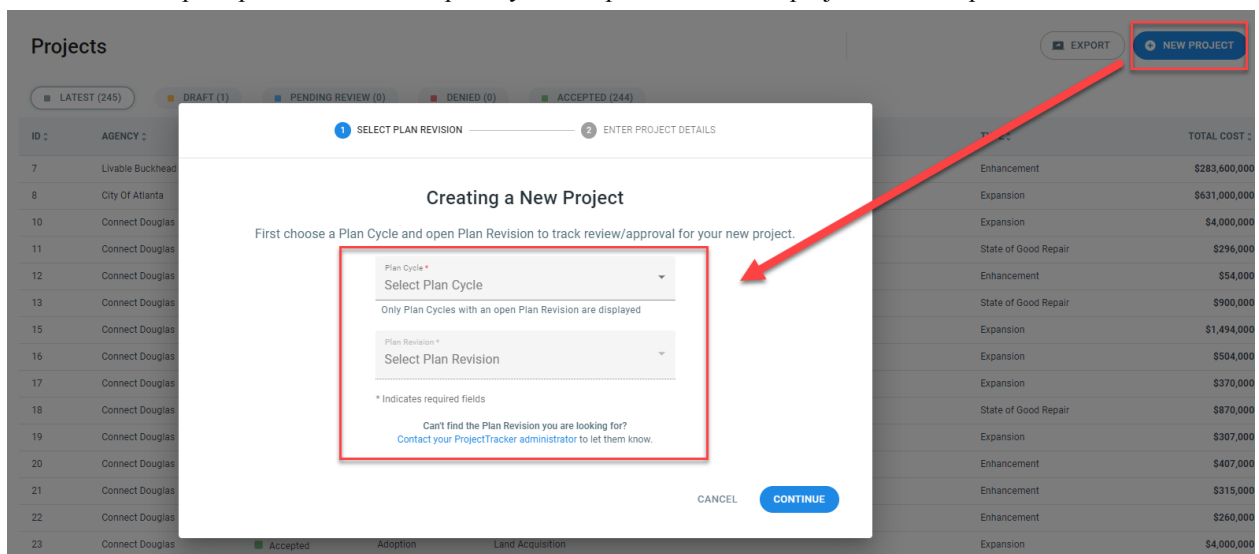 Projects
EXPORT
NEW PROJECT
LATEST (245) DRAFT (1) PENDING REVIEW (0) DENIED (0) ACCEPTED (244)
1 SELECT PLAN REVISION 2 ENTER PROJECT DETAILS
ID AGENCY TOTAL COST
Creating a New Project
First choose a Plan Cycle and open Plan Revision to track review/approval for your new project.
Plan Cycle *
Select Plan Cycle
Only Plan Cycles with an open Plan Revision are displayed
Plan Revision *
Select Plan Revision
* Indicates required fields
Can't find the Plan Revision you are looking for?
Contact your ProjectTracker administrator to let them know.
CANCEL CONTINUE
7 Livable Buckhead Enhancement $283,600,000
8 City Of Atlanta Expansion $631,000,000
10 Connect Douglas Expansion $4,000,000
11 Connect Douglas State of Good Repair $296,000
12 Connect Douglas Enhancement $54,000
13 Connect Douglas State of Good Repair $900,000
15 Connect Douglas Expansion $1,494,000
16 Connect Douglas Expansion $504,000
17 Connect Douglas Expansion $370,000
18 Connect Douglas State of Good Repair $870,000
19 Connect Douglas Expansion $307,000
20 Connect Douglas Enhancement $407,000
21 Connect Douglas Enhancement $315,000
22 Connect Douglas Enhancement $260,000
23 Connect Douglas Accepted Adoption Land Acquisition Expansion $4,000,000